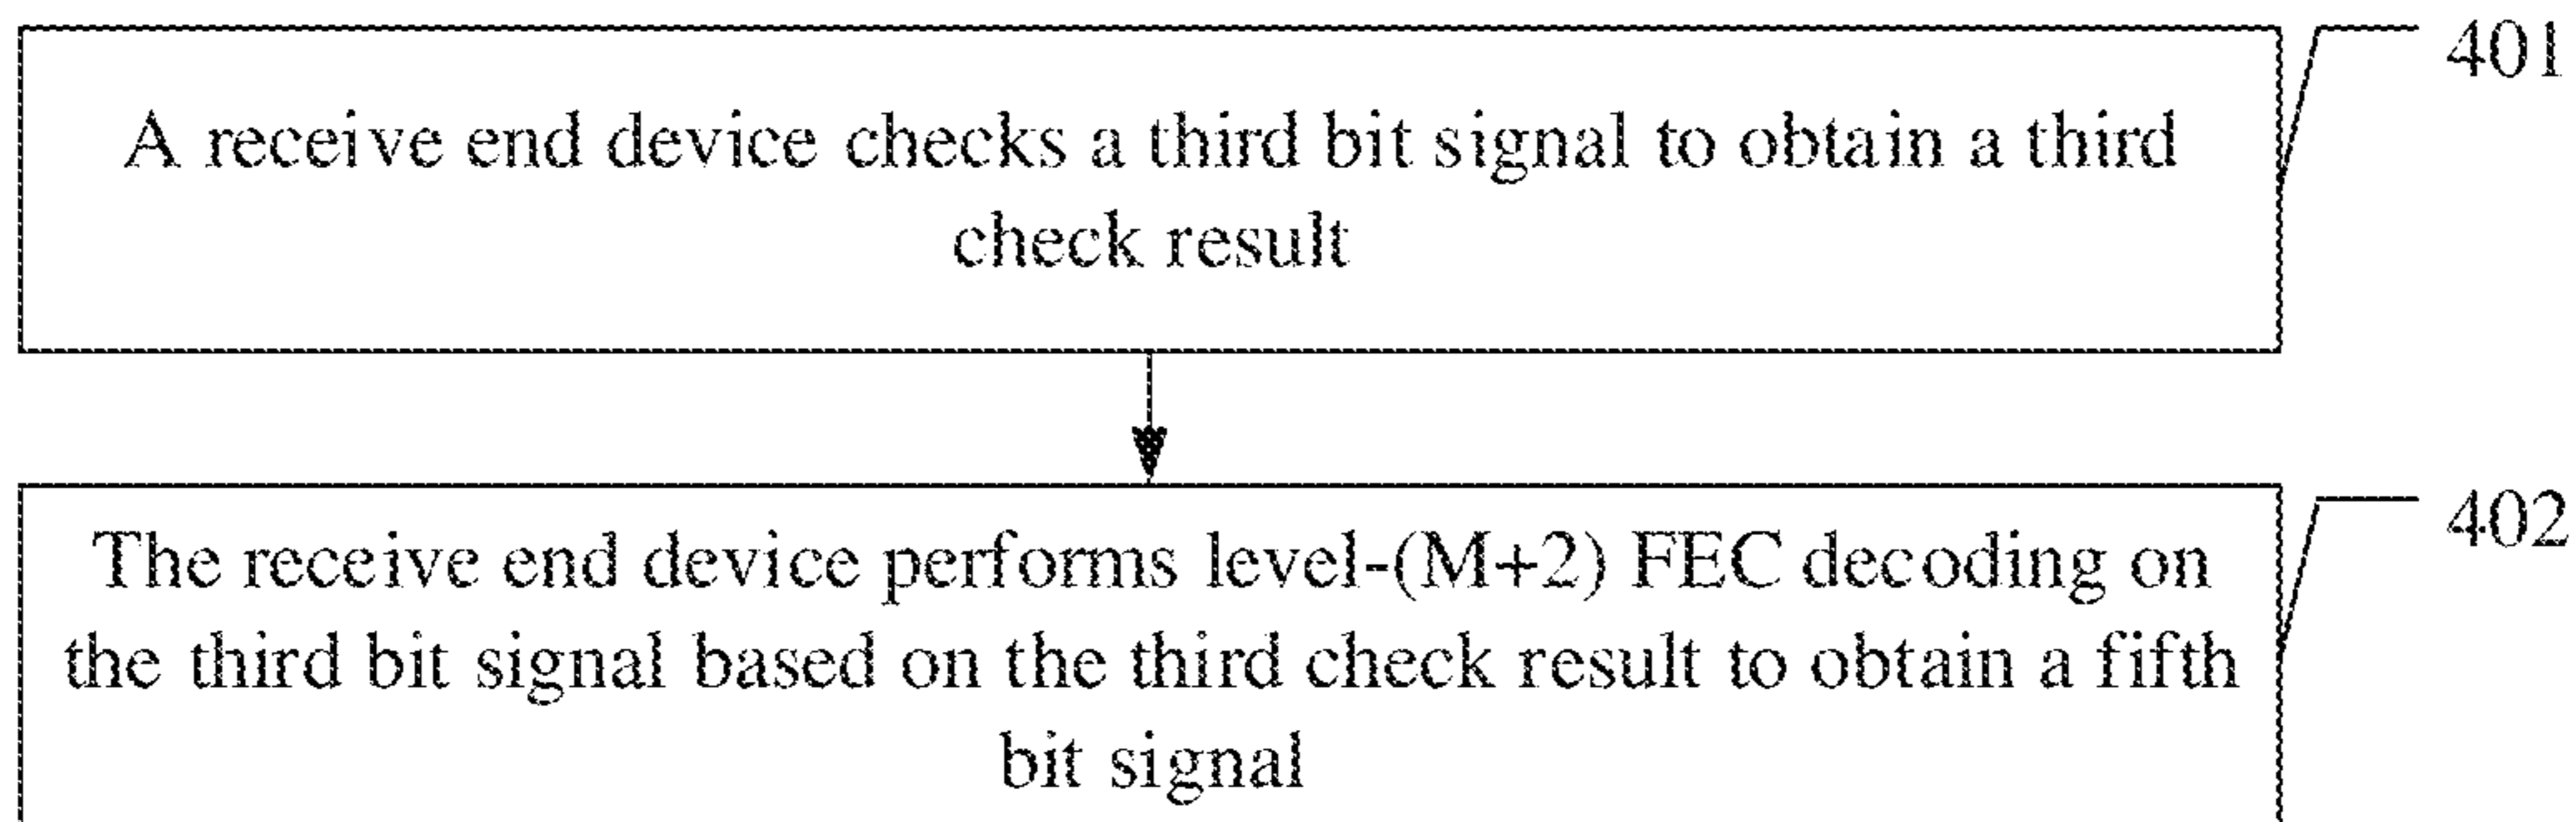 401
A receive end device checks a third bit signal to obtain a third
check result
402
The receive end device performs level-(M+2) FEC decoding on
the third bit signal based on the third check result to obtain a fifth
bit signal